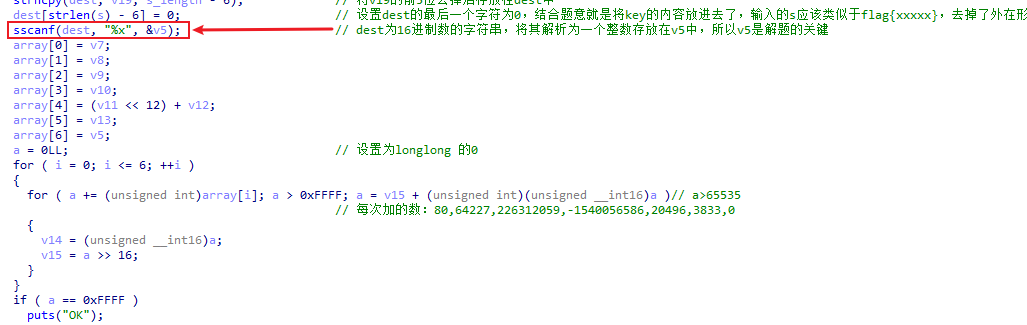 strncpy(dest, v19, s_length - 6); // 将v19的前5位去掉后存放在dest中
dest[strlen(s) - 6] = 0; // 设置dest的最后一个字符为0，结合题意就是将key的内容放进去了，输入的s应该类似于flag{xxxxx}，去掉了外在形
sscanf(dest, "%x", &v5); // dest为16进制数的字符串，将其解析为一个整数存放在v5中，所以v5是解题的关键
array[0] = v7;
array[1] = v8;
array[2] = v9;
array[3] = v10;
array[4] = (v11 << 12) + v12;
array[5] = v13;
array[6] = v5;
a = 0LL; // 设置为longlong 的0
for ( i = 0; i <= 6; ++i )
{
for ( a += (unsigned int)array[i]; a > 0xFFFF; a = v15 + (unsigned int)(unsigned __int16)a )// a>65535
// 每次加的数：80,64227,226312059,-1540056586,20496,3833,0
{
v14 = (unsigned __int16)a;
v15 = a >> 16;
}
}
if ( a == 0xFFFF )
puts("OK");